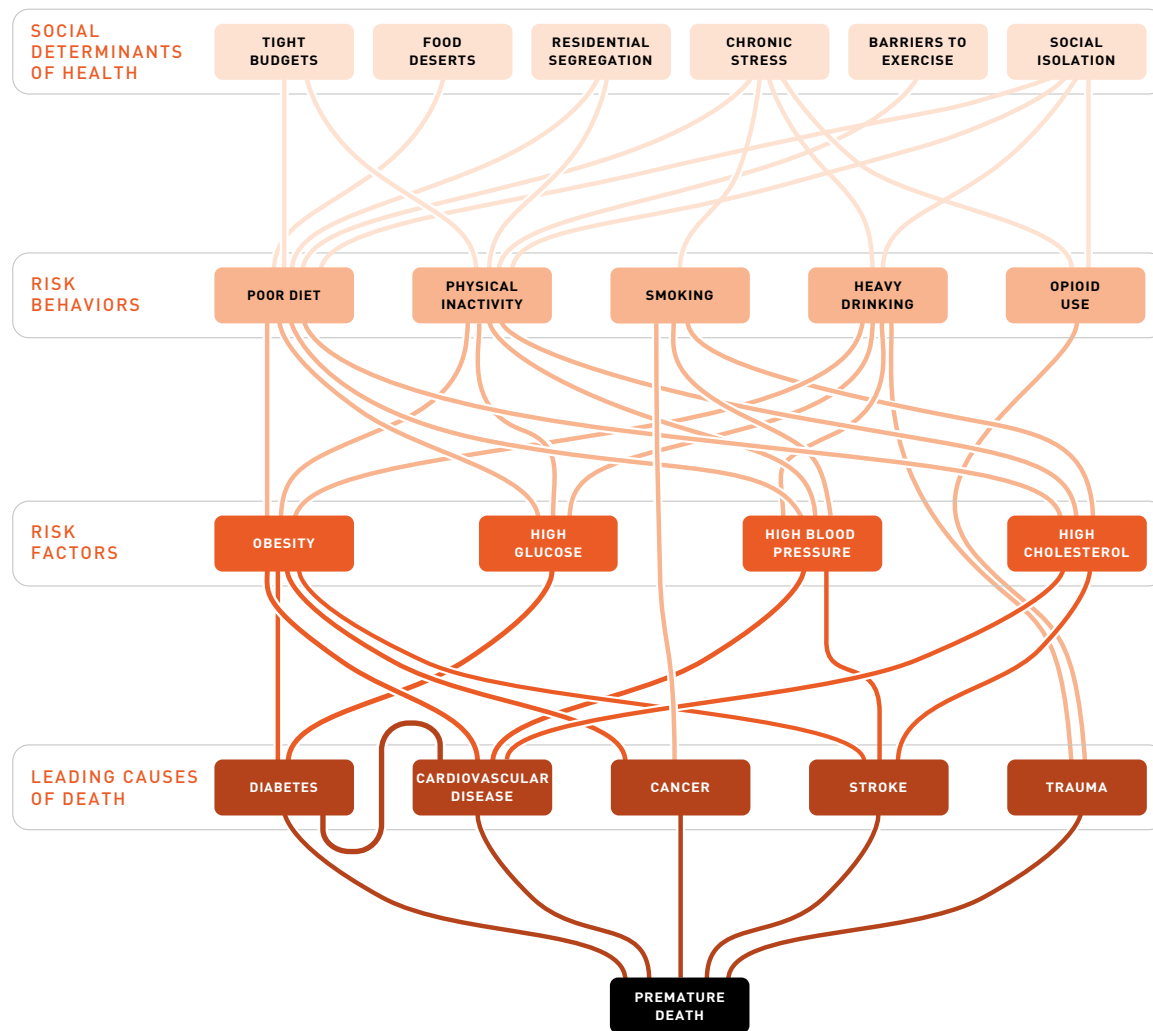 SOCIAL
DETERMINANTS
OF HEALTH
TIGHT
BUDGETS
FOOD
DESERTS
RESIDENTIAL
SEGREGATION
CHRONIC
STRESS
BARRIERS TO
EXERCISE
SOCIAL
ISOLATION
RISK
BEHAVIORS
POOR DIET
PHYSICAL
INACTIVITY
SMOKING
HEAVY
DRINKING
OPIOID
USE
RISK
FACTORS
OBESITY
HIGH
GLUCOSE
HIGH BLOOD
PRESSURE
HIGH
CHOLESTEROL
LEADING CAUSES
OF DEATH
DIABETES
CARDIOVASCULAR
DISEASE
CANCER
STROKE
TRAUMA
PREMATURE
DEATH